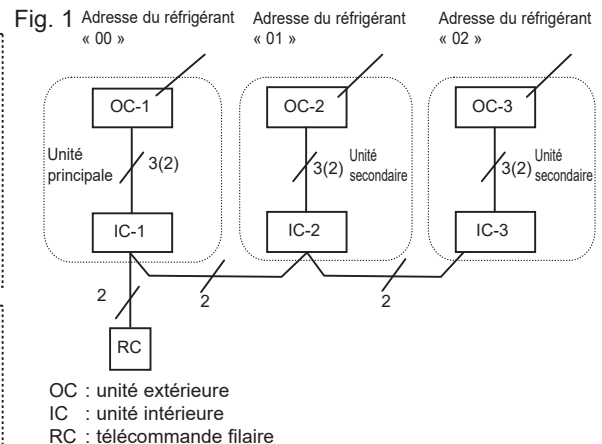 Fig. 1
Adresse du réfrigérant
« 00 »
Adresse du réfrigérant
« 01 »
Adresse du réfrigérant
« 02 »
OC-1
OC-2
OC-3
Unité
principale
3(2)
3(2)
Unité
secondaire
3(2)
Unité
secondaire
IC-1
IC-2
IC-3
2
2
2
RC
OC : unité extérieure
IC : unité intérieure
RC : télécommande filaire